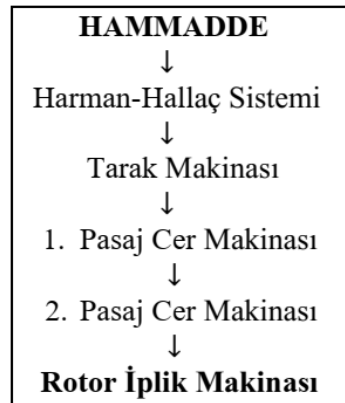 HAMMADDE
↓
Harman-Hallaç Sistemi
↓
Tarak Makinası
↓
1. Pasaj Cer Makinası
↓
2. Pasaj Cer Makinası
↓
Rotor İplik Makinası